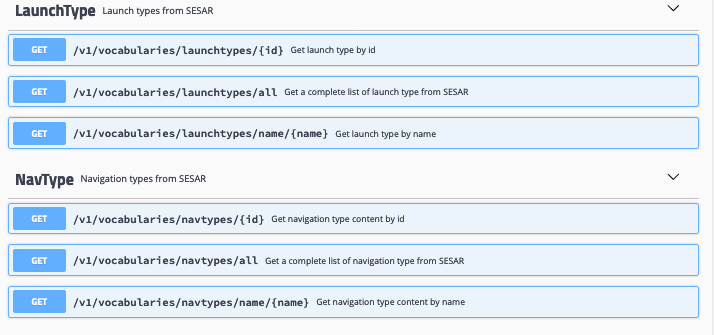 LaunchType Launch types from SESAR
GET /v1/vocabularies/launchtypes/{id} Get launch type by id
GET /v1/vocabularies/launchtypes/all Get a complete list of launch type from SESAR
GET /v1/vocabularies/launchtypes/name/{name} Get launch type by name
NavType Navigation types from SESAR
GET /v1/vocabularies/navtypes/{id} Get navigation type content by id
GET /v1/vocabularies/navtypes/all Get a complete list of navigation type from SESAR
GET /v1/vocabularies/navtypes/name/{name} Get navigation type content by name